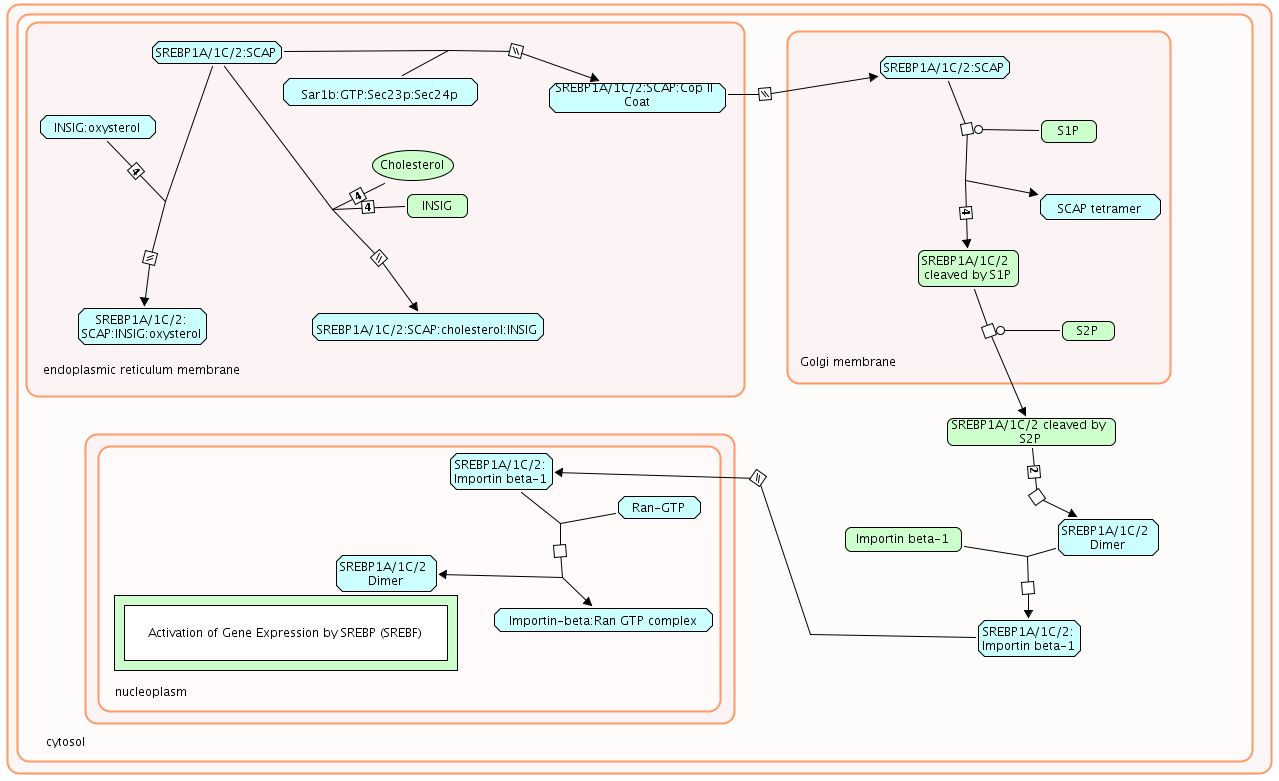 SREBP1A/1C/2:SCAP
Sar1b:GTP:Sec23p:Sec24p
SREBP1A/1C/2:SCAP:Cop II
Coat
INSIG:oxysterol
4
Cholesterol
4
4
INSIG
SREBP1A/1C/2:
SCAP:INSIG:oxysterol
SREBP1A/1C/2:SCAP:cholesterol:INSIG
endoplasmic reticulum membrane
SREBP1A/1C/2:SCAP
S1P
SCAP tetramer
4
SREBP1A/1C/2
cleaved by S1P
S2P
Golgi membrane
SREBP1A/1C/2 cleaved by
S2P
2
Importin beta-1
SREBP1A/1C/2
Dimer
SREBP1A/1C/2:
Importin beta-1
SREBP1A/1C/2:
Importin beta-1
Ran-GTP
SREBP1A/1C/2
Dimer
Importin-beta:Ran GTP complex
Activation of Gene Expression by SREBP (SREBF)
nucleoplasm
cytosol